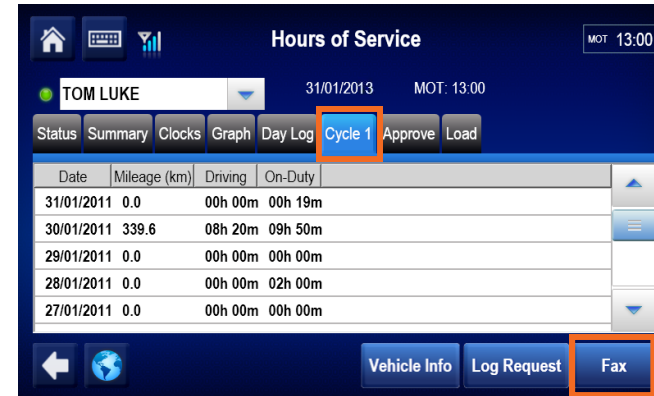 Hours of Service
MOT 13:00
TOM LUKE 31/01/2013 MOT: 13:00
Status Summary Clocks Graph Day Log Cycle 1 Approve Load
Date Mileage (km) Driving On-Duty
31/01/2011 0.0 00h 00m 00h 19m
30/01/2011 339.6 08h 20m 09h 50m
29/01/2011 0.0 00h 00m 00h 00m
28/01/2011 0.0 00h 00m 02h 00m
27/01/2011 0.0 00h 00m 00h 00m
Vehicle Info Log Request Fax